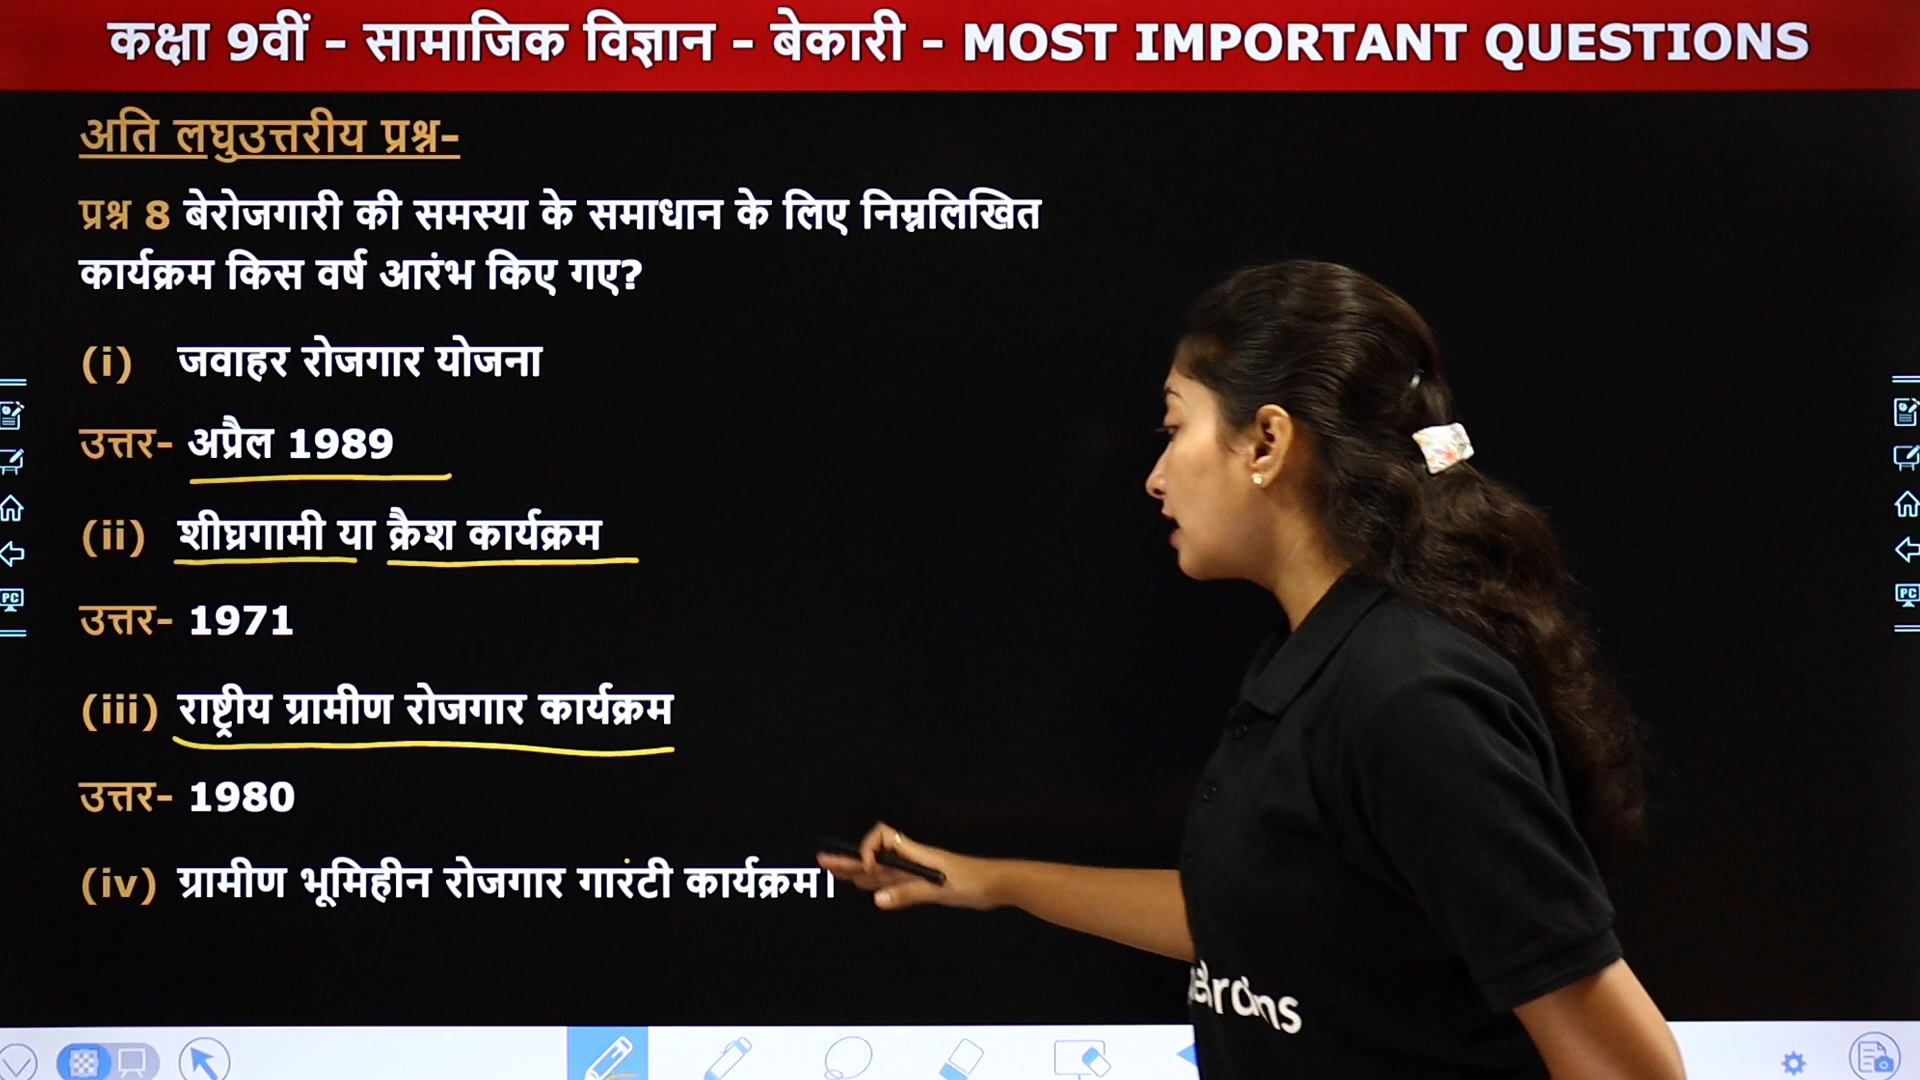 कक्षा 9वीं - सामाजिक विज्ञान - बेकारी - MOST IMPORTANT QUESTIONS
अति लघुउत्तरीय प्रश्न-
प्रश्न 8 बेरोजगारी की समस्या के समाधान के लिए निम्नलिखित
कार्यक्रम किस वर्ष आरंभ किए गए?
(i) जवाहर रोजगार योजना
उत्तर- अप्रैल 1989
(ii) शीघ्रगामी या क्रैश कार्यक्रम
उत्तर- 1971
(iii) राष्ट्रीय ग्रामीण रोजगार कार्यक्रम
उत्तर- 1980
(iv) ग्रामीण भूमिहीन रोजगार गारंटी कार्यक्रम।
PC
PC